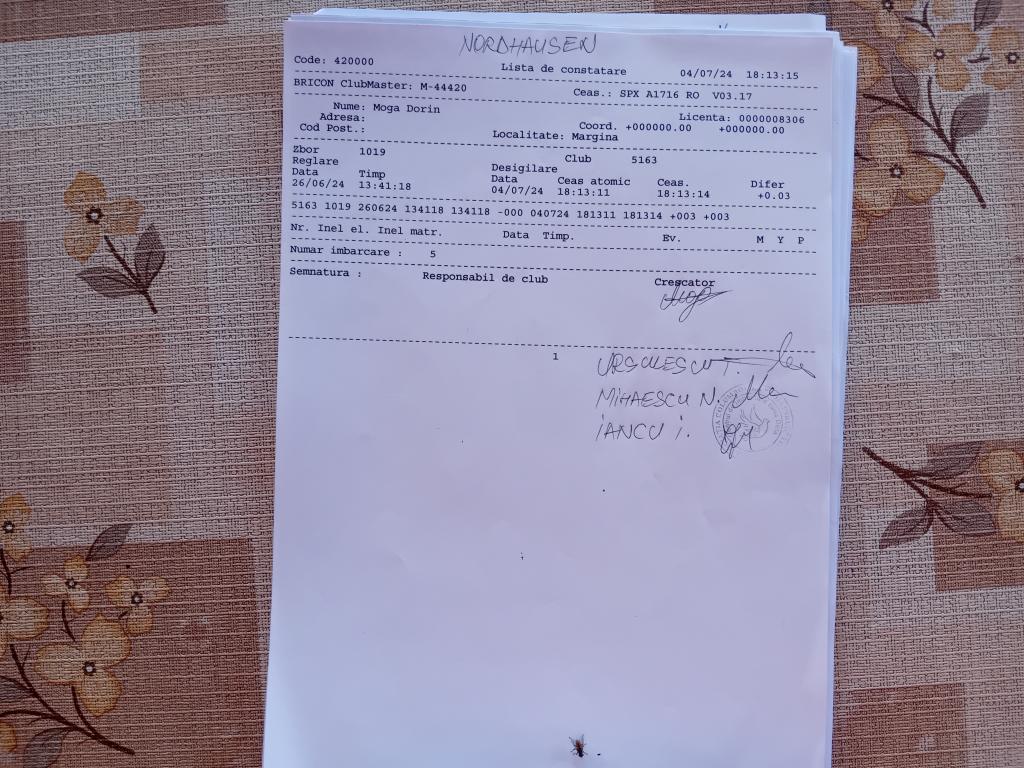 NORDHAUSEN
Code: 420000 Lista de constatare 04/07/24 18:13:15
BRICON ClubMaster: M-44420 Ceas.: SPX A1716 RO V03.17
Nume: Moga Dorin Licenta: 0000008306
Adresa: Coord. +000000.00 +000000.00
Cod Post.: Localitate: Margina
Zbor 1019 Club 5163
Reglare Desigilare
Data Timp Data Ceas atomic Ceas. Difer
26/06/24 13:41:18 04/07/24 18:13:11 18:13:14 +0.03
5163 1019 260624 134118 134118 -000 040724 181311 181314 +003 +003
Nr. Inel el. Inel matr. Data Timp. Ev. M Y P
Numar imbarcare : 5
Semnatura : Responsabil de club Crescator
1
URSULESCU T.
MIHAESCU N.
IANCU I.